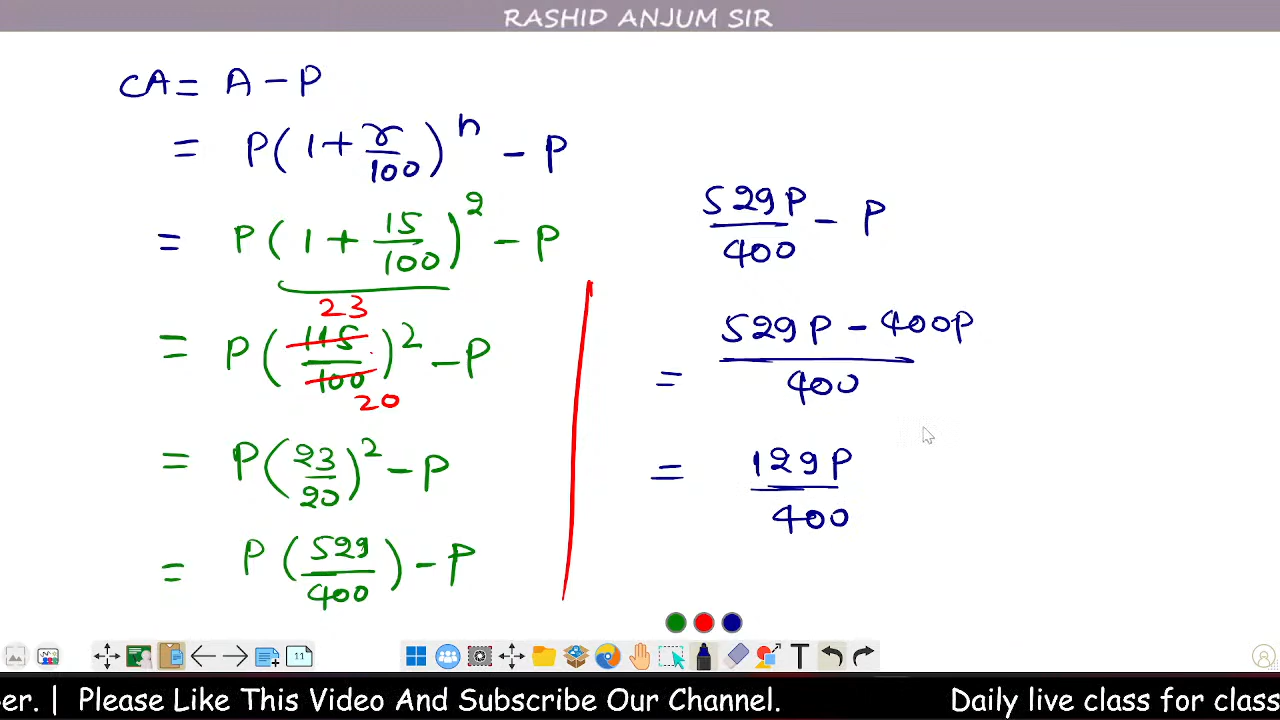 RASHID ANJUM SIR
CA = A - P
= P(1 + r/100)^n - P
= P(1 + 15/100)^2 - P
23
= P(115/100)^2 - P
20
= P(23/20)^2 - P
= P(529/400) - P
529P/400 - P
= 529P - 400P/400
= 129P/400
11
er. | Please Like This Video And Subscribe Our Channel.
Daily live class for class